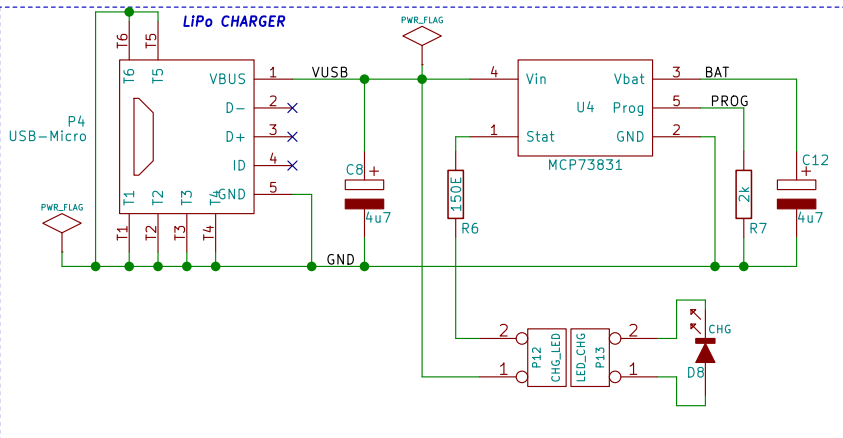 LiPo CHARGER
PWR_FLAG
T6
T5
T6
T5
VBUS
1
VUSB
4
Vin
Vbat
3
BAT
D-
2
U4
Prog
5
PROG
P4
USB-Micro
D+
3
1
Stat
GND
2
MCP73831
ID
4
C8
+
150E
2k
C12
+
T1
T2
T3
T4
GND
5
PWR_FLAG
4u7
R6
R7
4u7
T1
T2
T3
T4
GND
2
P12
CHG_LED
LED_CHG
P13
2
CHG
1
1
D8